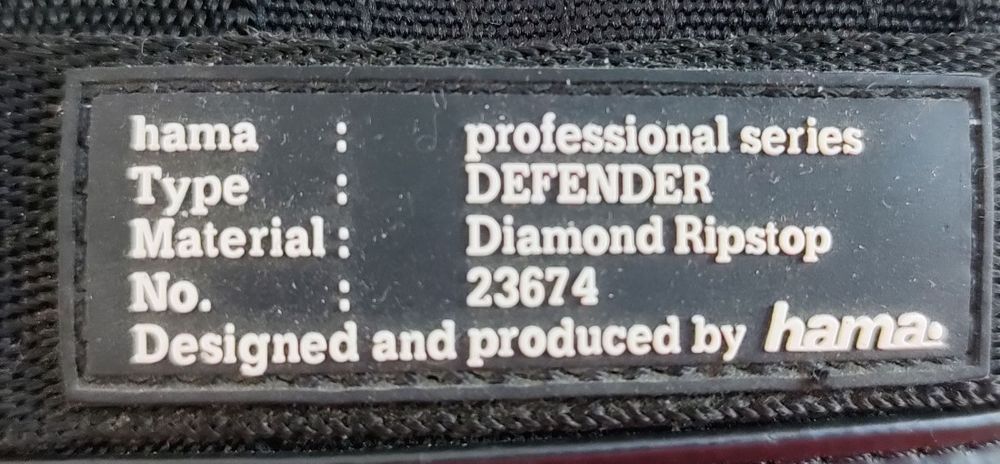 hama : professional series
Type : DEFENDER
Material : Diamond Ripstop
No. : 23674
Designed and produced by hama.